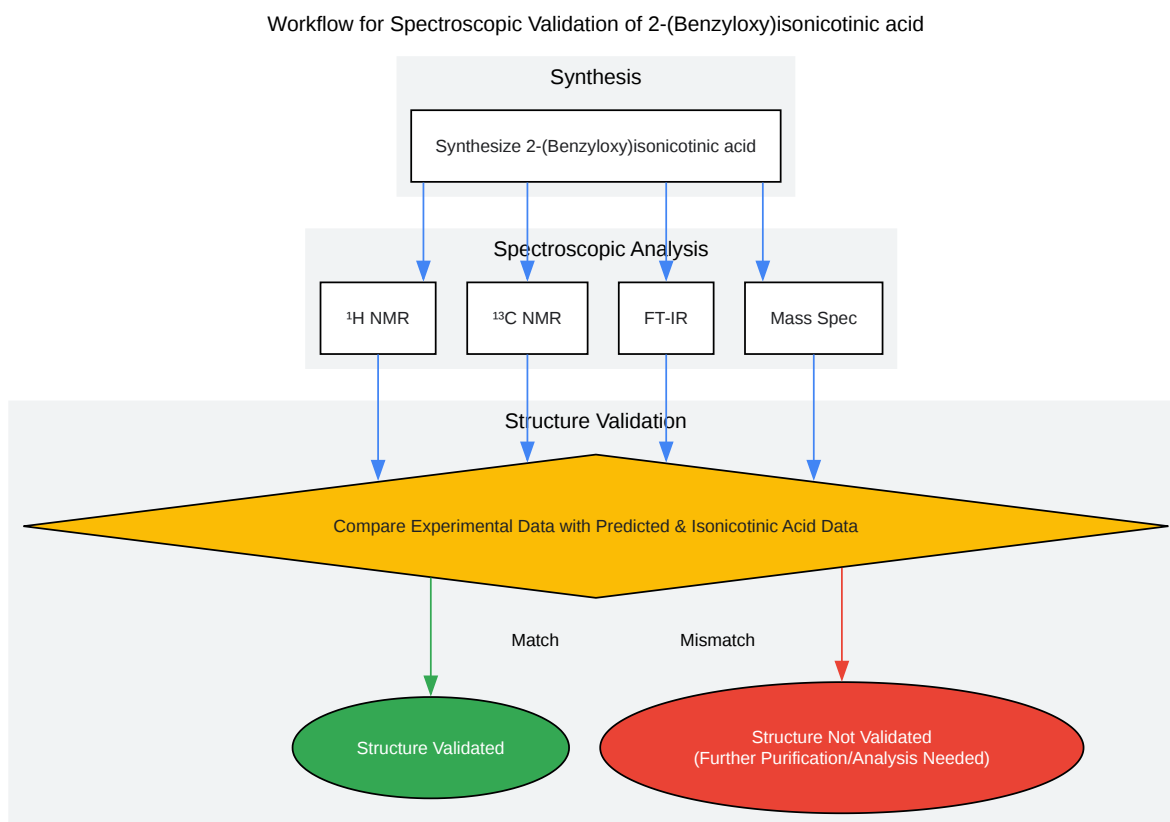 Workflow for Spectroscopic Validation of 2-(Benzyloxy)isonicotinic acid
Synthesis
Synthesize 2-(Benzyloxy)isonicotinic acid
Spectroscopic Analysis
¹H NMR
¹³C NMR
FT-IR
Mass Spec
Structure Validation
Compare Experimental Data with Predicted & Isonicotinic Acid Data
Match
Mismatch
Structure Validated
Structure Not Validated
(Further Purification/Analysis Needed)